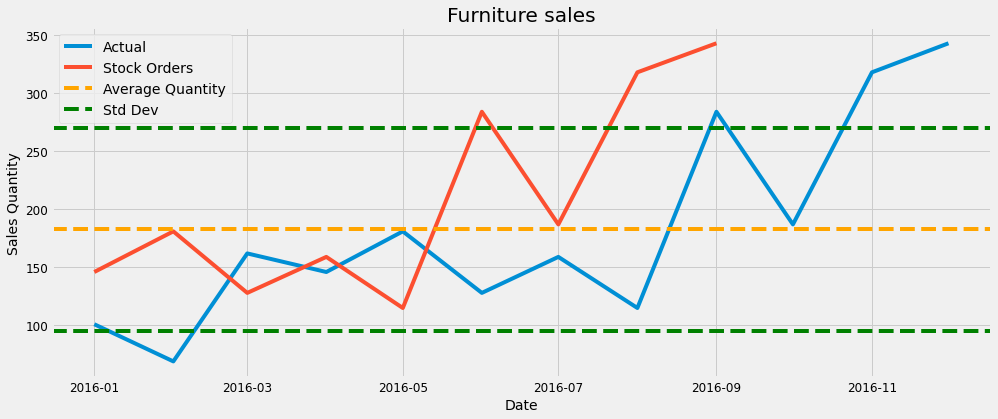 Furniture sales
Actual
Stock Orders
Average Quantity
Std Dev
Sales Quantity
350
300
250
200
150
100
2016-01
2016-03
2016-05
2016-07
2016-09
2016-11
Date